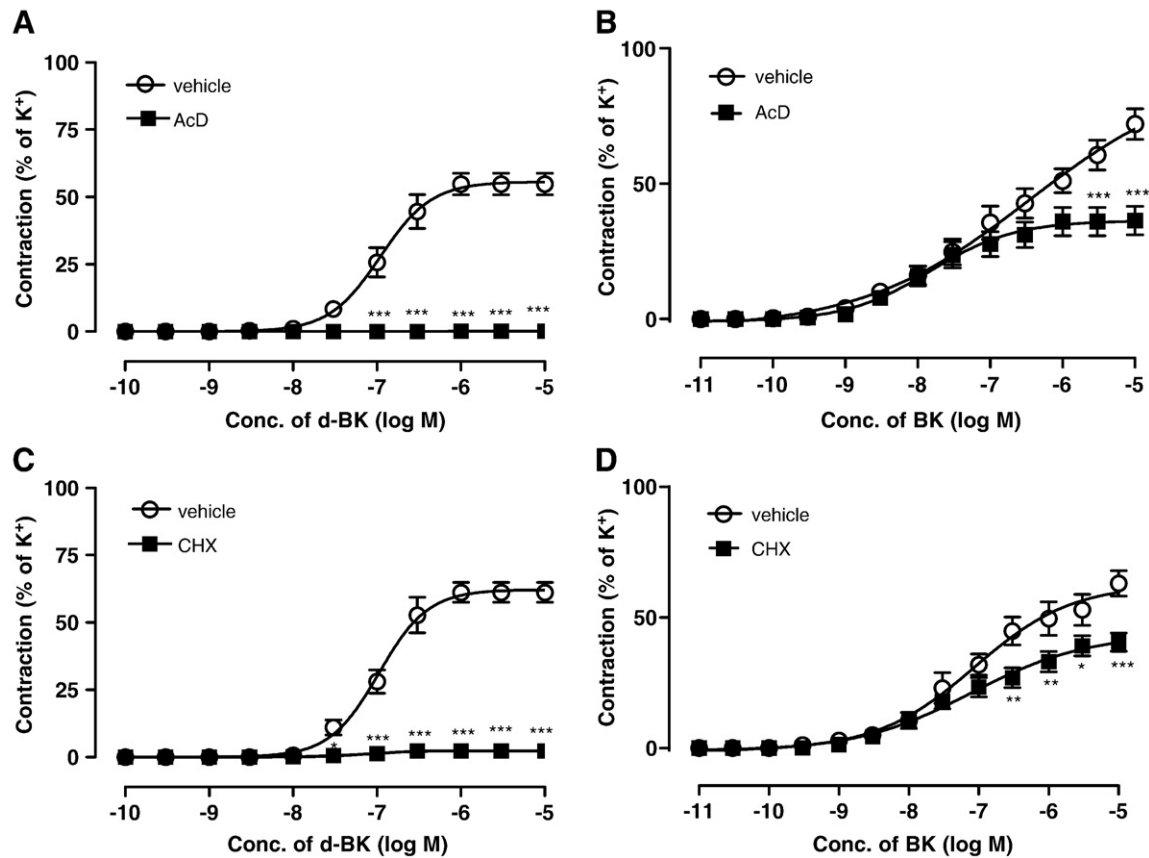 A
Contraction (% of K⁺)
100
75
50
25
0
vehicle
AcD
*** *** *** *** ***
-10 -9 -8 -7 -6 -5
Conc. of d-BK (log M)
B
Contraction (% of K⁺)
100
50
0
vehicle
AcD
*** ***
-11 -10 -9 -8 -7 -6 -5
Conc. of BK (log M)
C
Contraction (% of K⁺)
100
75
50
25
0
vehicle
CHX
* *** *** *** *** ***
-10 -9 -8 -7 -6 -5
Conc. of d-BK (log M)
D
Contraction (% of K⁺)
100
50
0
vehicle
CHX
** ** * ***
-11 -10 -9 -8 -7 -6 -5
Conc. of BK (log M)